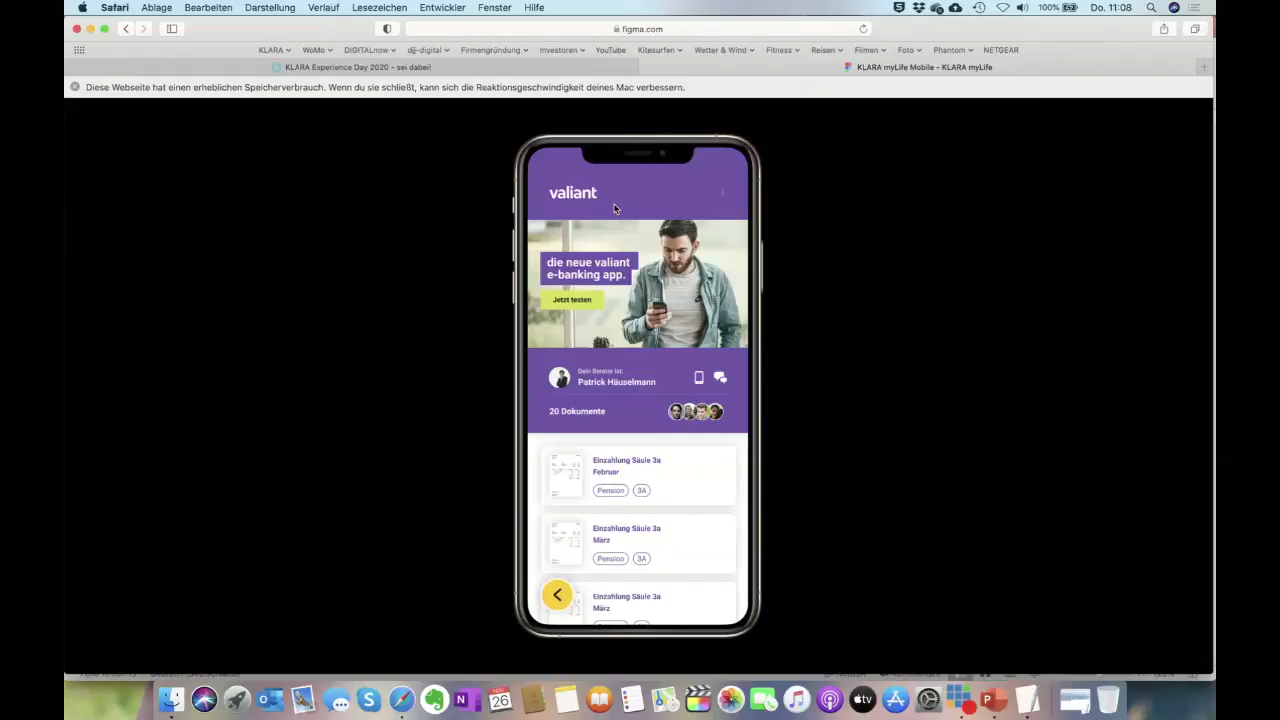 Safari Ablage Bearbeiten Darstellung Verlauf Lesezeichen Entwickler Fenster Hilfe 100% Do. 11:08
figma.com
KLARA WoMo DIGITALnow djj-digital Firmengründung Investoren YouTube Kitesurfen Wetter & Wind Fitness Reisen Filmen Foto Phantom NETGEAR
KLARA Experience Day 2020 – sei dabei! KLARA myLife Mobile – KLARA myLife
Diese Webseite hat einen erheblichen Speicherverbrauch. Wenn du sie schließt, kann sich die Reaktionsgeschwindigkeit deines Mac verbessern.
valiant
die neue valiant
e-banking app.
Jetzt testen
Dein Berater ist:
Patrick Häuselmann
20 Dokumente
Einzahlung Säule 3a
Februar
Pension 3A
Einzahlung Säule 3a
März
Pension 3A
Einzahlung Säule 3a
März
NOV
26
tv